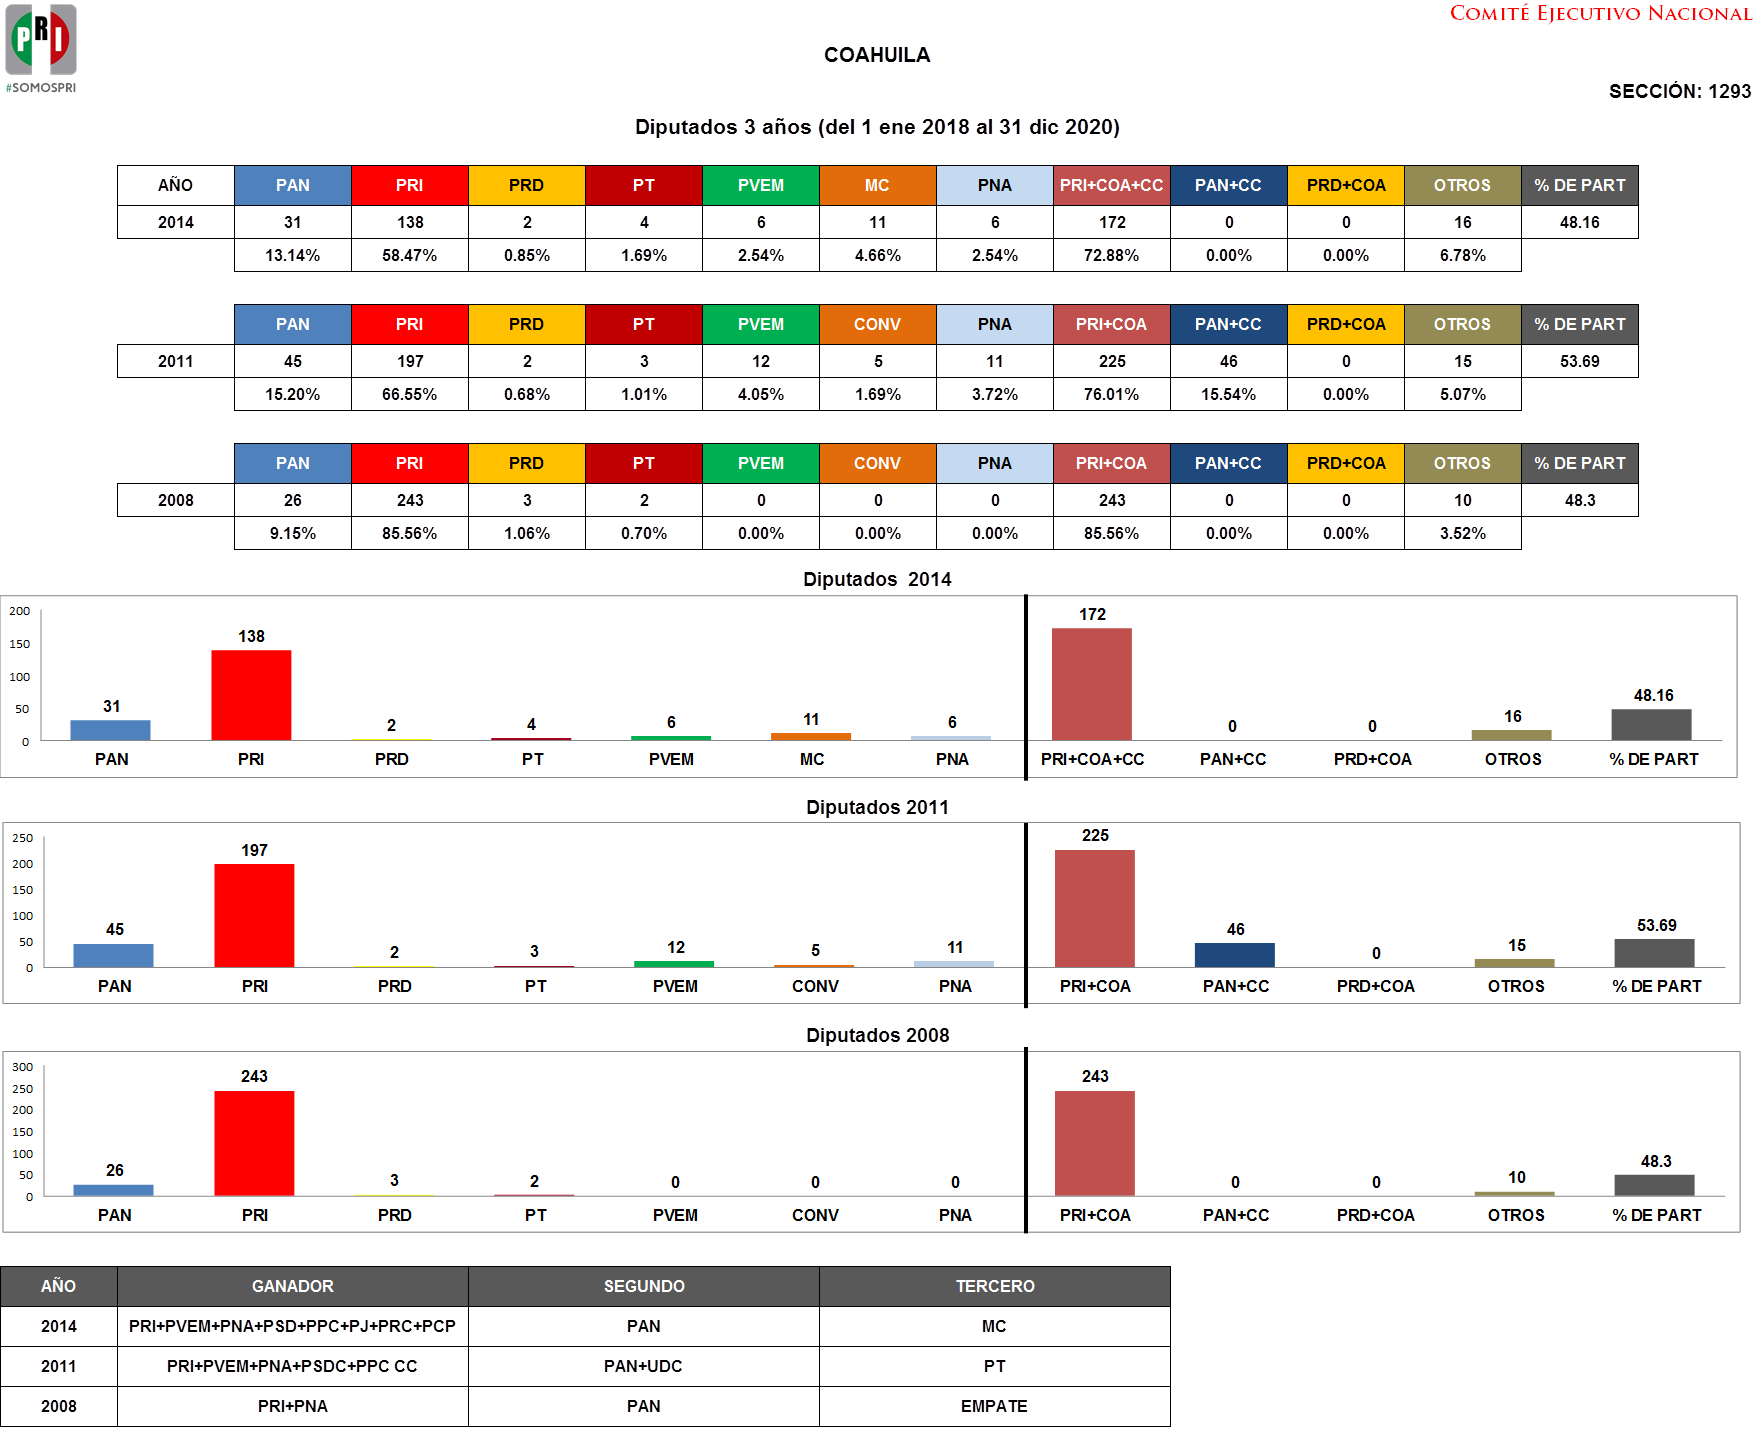 COMITÉ EJECUTIVO NACIONAL
PRI
#SOMOSPRI
COAHUILA
SECCIÓN: 1293
Diputados 3 años (del 1 ene 2018 al 31 dic 2020)
AÑO PAN PRI PRD PT PVEM MC PNA PRI+COA+CC PAN+CC PRD+COA OTROS % DE PART
2014 31 138 2 4 6 11 6 172 0 0 16 48.16
13.14% 58.47% 0.85% 1.69% 2.54% 4.66% 2.54% 72.88% 0.00% 0.00% 6.78%
PAN PRI PRD PT PVEM CONV PNA PRI+COA PAN+CC PRD+COA OTROS % DE PART
2011 45 197 2 3 12 5 11 225 46 0 15 53.69
15.20% 66.55% 0.68% 1.01% 4.05% 1.69% 3.72% 76.01% 15.54% 0.00% 5.07%
PAN PRI PRD PT PVEM CONV PNA PRI+COA PAN+CC PRD+COA OTROS % DE PART
2008 26 243 3 2 0 0 0 243 0 0 10 48.3
9.15% 85.56% 1.06% 0.70% 0.00% 0.00% 0.00% 85.56% 0.00% 0.00% 3.52%
Diputados 2014
200
150
100
50
0
31 138 2 4 6 11 6 172 0 0 16 48.16
PAN PRI PRD PT PVEM MC PNA PRI+COA+CC PAN+CC PRD+COA OTROS % DE PART
Diputados 2011
250
200
150
100
50
0
45 197 2 3 12 5 11 225 46 0 15 53.69
PAN PRI PRD PT PVEM CONV PNA PRI+COA PAN+CC PRD+COA OTROS % DE PART
Diputados 2008
300
250
200
150
100
50
0
26 243 3 2 0 0 0 243 0 0 10 48.3
PAN PRI PRD PT PVEM CONV PNA PRI+COA PAN+CC PRD+COA OTROS % DE PART
AÑO GANADOR SEGUNDO TERCERO
2014 PRI+PVEM+PNA+PSD+PPC+PJ+PRC+PCP PAN MC
2011 PRI+PVEM+PNA+PSDC+PPC CC PAN+UDC PT
2008 PRI+PNA PAN EMPATE